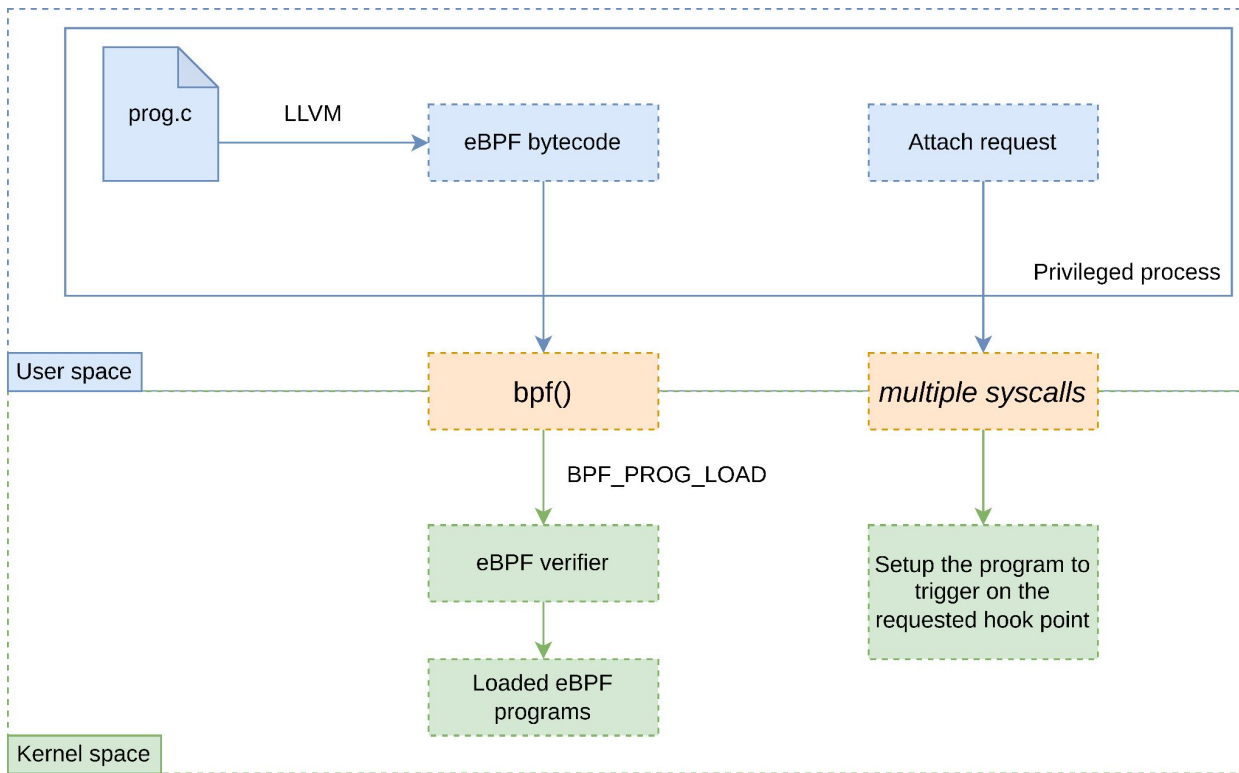 prog.c
LLVM
eBPF bytecode
Attach request
Privileged process
User space
bpf()
multiple syscalls
BPF_PROG_LOAD
eBPF verifier
Setup the program to
trigger on the
requested hook point
Loaded eBPF
programs
Kernel space